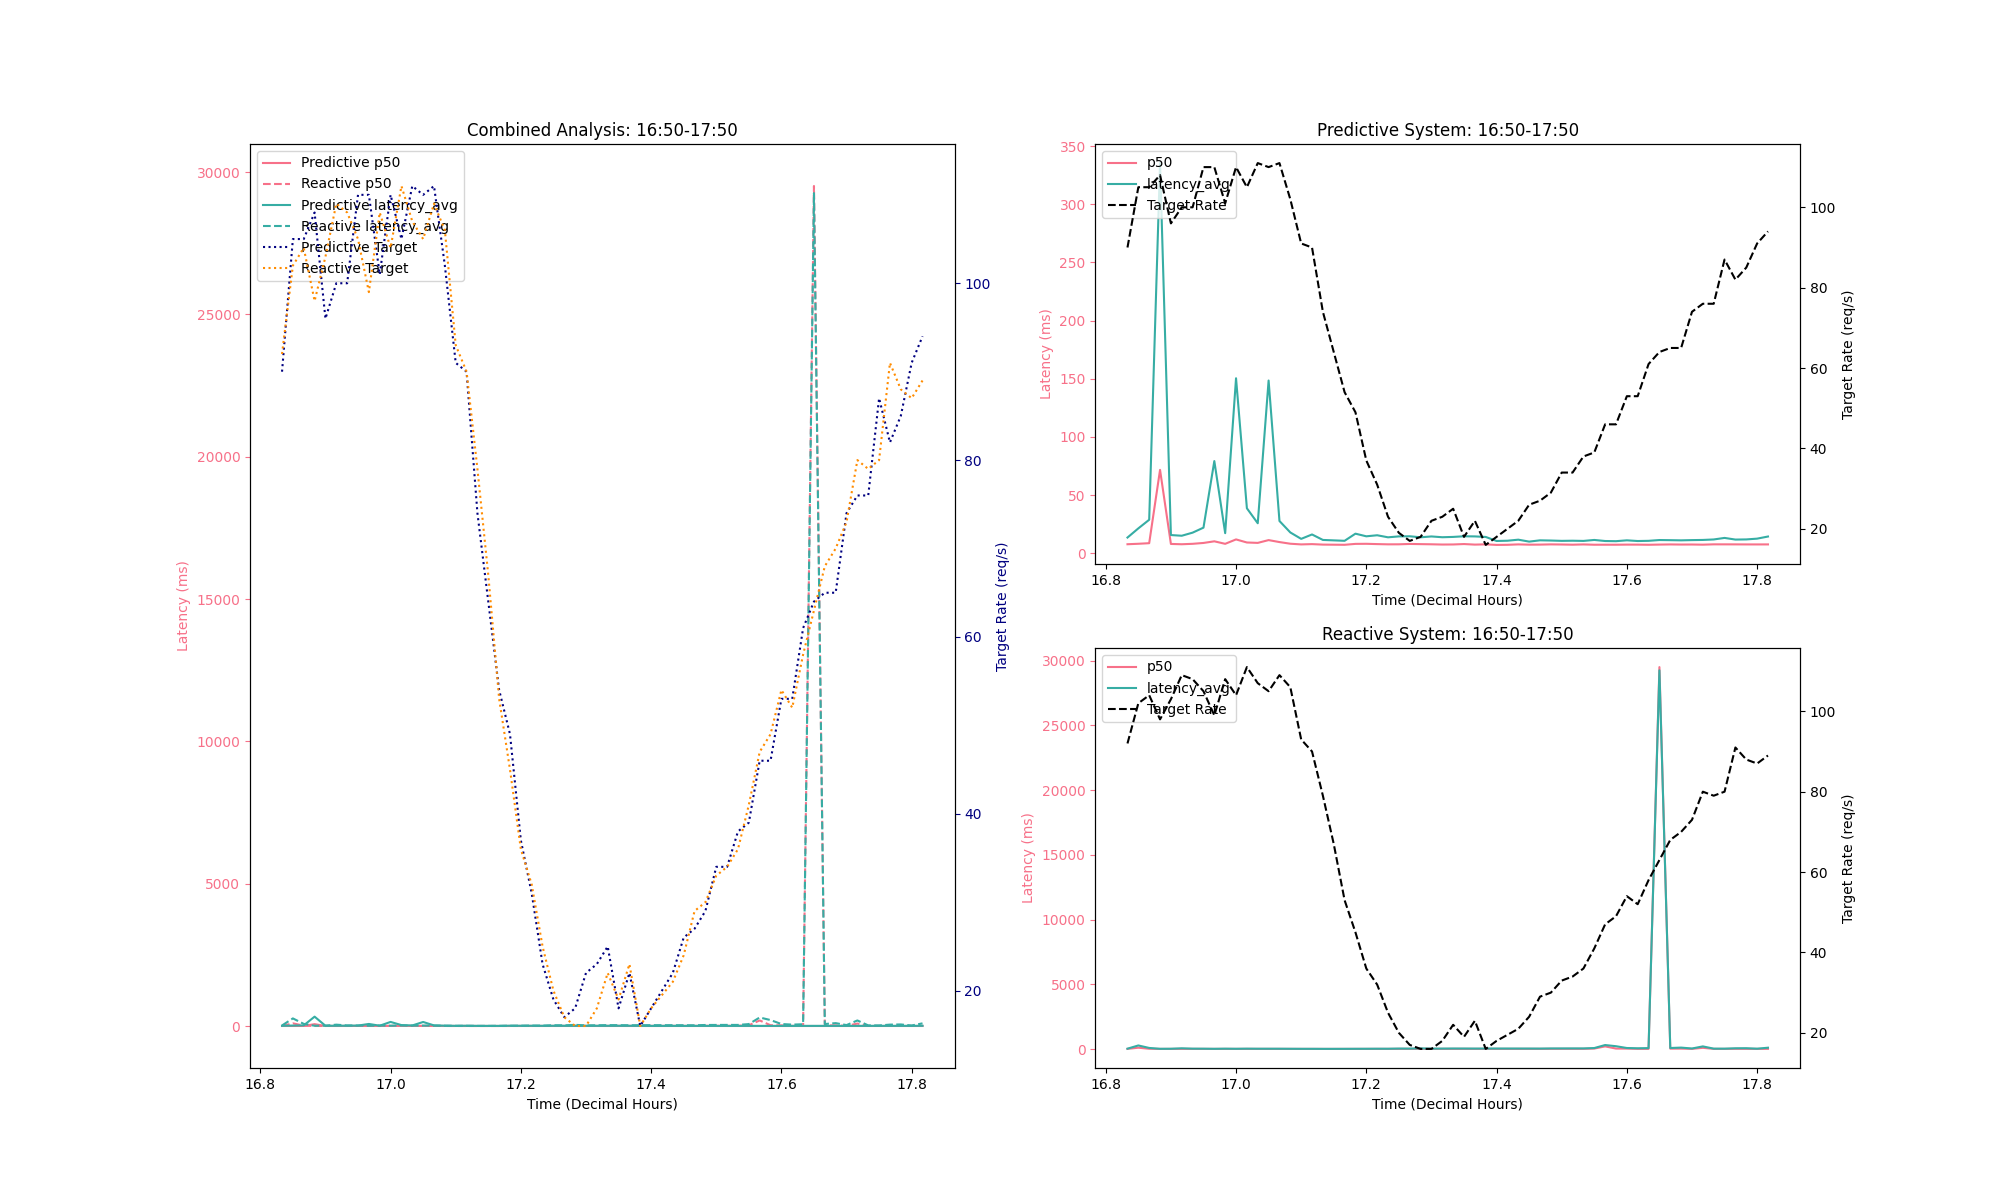 Combined Analysis: 16:50-17:50
Predictive p50
Reactive p50
Predictive latency_avg
Reactive latency_avg
Predictive Target
Reactive Target
30000
25000
20000
15000
10000
5000
0
Latency (ms)
100
80
60
40
20
Target Rate (req/s)
16.8 17.0 17.2 17.4 17.6 17.8
Time (Decimal Hours)
Predictive System: 16:50-17:50
p50
latency_avg
Target Rate
350
300
250
200
150
100
50
0
Latency (ms)
100
80
60
40
20
Target Rate (req/s)
16.8 17.0 17.2 17.4 17.6 17.8
Time (Decimal Hours)
Reactive System: 16:50-17:50
p50
latency_avg
Target Rate
30000
25000
20000
15000
10000
5000
0
Latency (ms)
100
80
60
40
20
Target Rate (req/s)
16.8 17.0 17.2 17.4 17.6 17.8
Time (Decimal Hours)